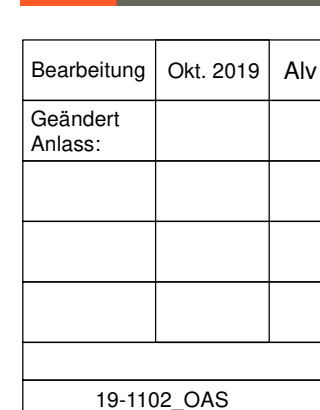 Bearbeitung Okt. 2019 Alv
Geändert
Anlass:
19-1102_OAS